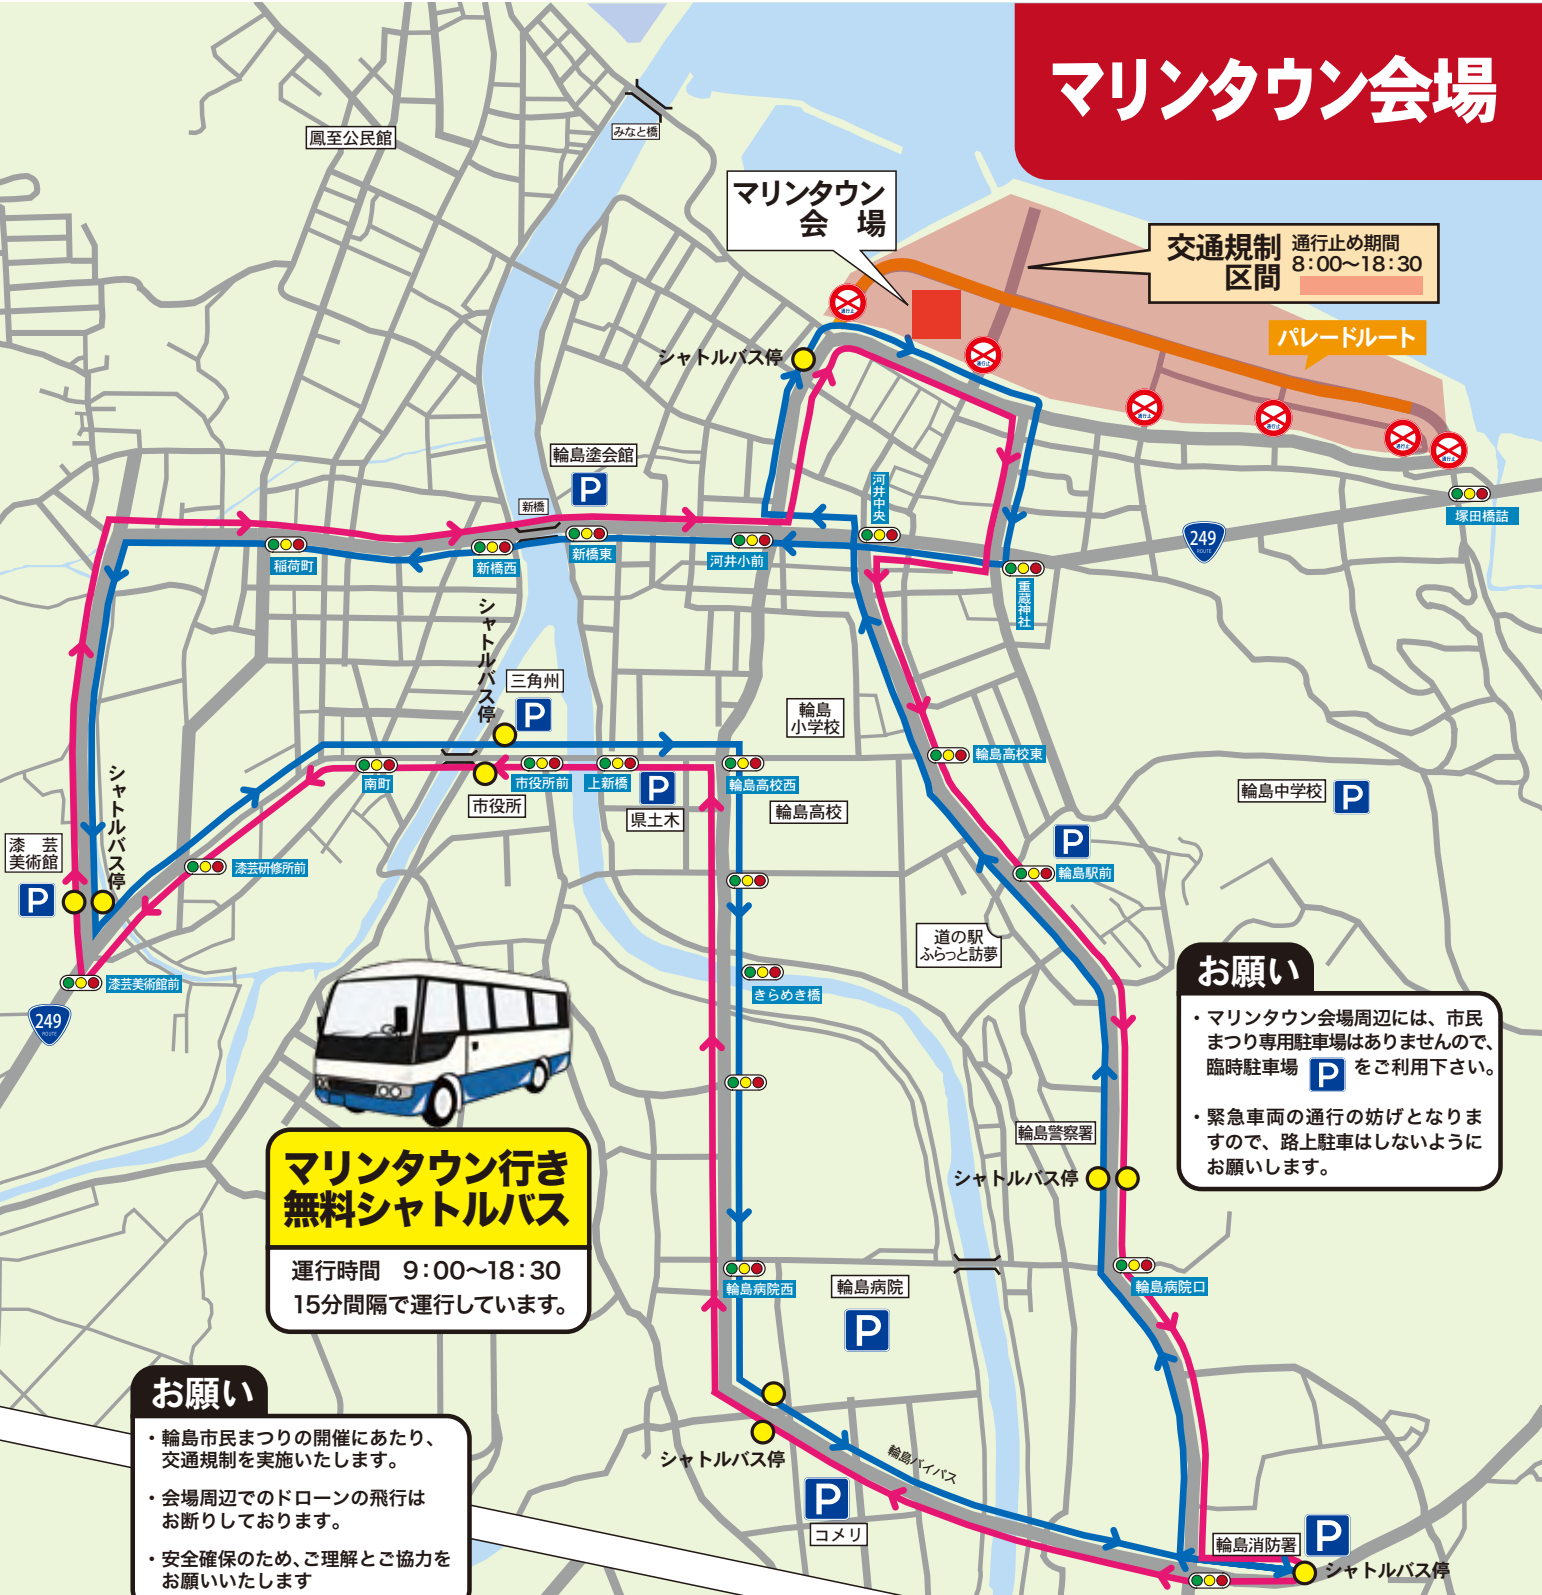 マリンタウン会場
鳳至公民館
みなと橋
マリンタウン
会　場
交通規制
区間
通行止め期間
8：00～18：30
パレードルート
シャトルバス停
輪島塗会館
P
新橋
河井中央
塚田橋詰
249
ROUTE
稲荷町
新橋西
新橋東
河井小前
重蔵神社
シャトルバス停
三角州
P
輪島
小学校
輪島高校東
南町
市役所前
上新橋
P
輪島高校西
市役所
県土木
輪島高校
輪島中学校
P
シャトルバス停
漆　芸
美術館
P
漆芸研修所前
P
輪島駅前
道の駅
ふらっと訪夢
漆芸美術館前
249
ROUTE
きらめき橋
お願い
・マリンタウン会場周辺には、市民
まつり専用駐車場はありませんので、
臨時駐車場 P をご利用下さい。
・緊急車両の通行の妨げとなりま
すので、路上駐車はしないように
お願いします。
輪島警察署
シャトルバス停
マリンタウン行き
無料シャトルバス
運行時間　9：00～18：30
15分間隔で運行しています。
輪島病院西
輪島病院
P
輪島病院口
お願い
・輪島市民まつりの開催にあたり、
交通規制を実施いたします。
・会場周辺でのドローンの飛行は
お断りしております。
・安全確保のため、ご理解とご協力を
お願いいたします
シャトルバス停
輪島バイパス
P
コメリ
輪島消防署
P
シャトルバス停